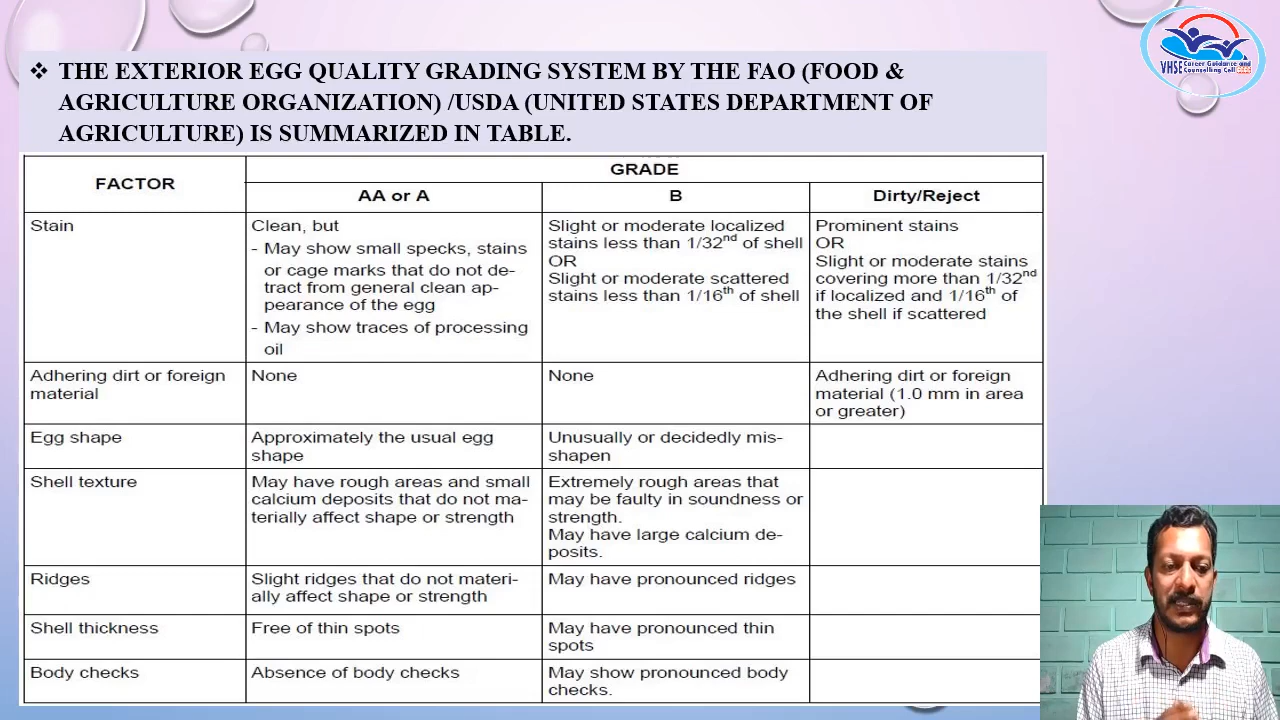 ❖ THE EXTERIOR EGG QUALITY GRADING SYSTEM BY THE FAO (FOOD &
AGRICULTURE ORGANIZATION) /USDA (UNITED STATES DEPARTMENT OF
AGRICULTURE) IS SUMMARIZED IN TABLE.
VHSE Career Guidance and
Counselling Cell
FACTOR
GRADE
AA or A
B
Dirty/Reject
Stain
Clean, but
- May show small specks, stains
or cage marks that do not de-
tract from general clean ap-
pearance of the egg
- May show traces of processing
oil
Slight or moderate localized
stains less than 1/32nd of shell
OR
Slight or moderate scattered
stains less than 1/16th of shell
Prominent stains
OR
Slight or moderate stains
covering more than 1/32nd
if localized and 1/16th of
the shell if scattered
Adhering dirt or foreign
material
None
None
Adhering dirt or foreign
material (1.0 mm in area
or greater)
Egg shape
Approximately the usual egg
shape
Unusually or decidedly mis-
shapen
Shell texture
May have rough areas and small
calcium deposits that do not ma-
terially affect shape or strength
Extremely rough areas that
may be faulty in soundness or
strength.
May have large calcium de-
posits.
Ridges
Slight ridges that do not materi-
ally affect shape or strength
May have pronounced ridges
Shell thickness
Free of thin spots
May have pronounced thin
spots
Body checks
Absence of body checks
May show pronounced body
checks.